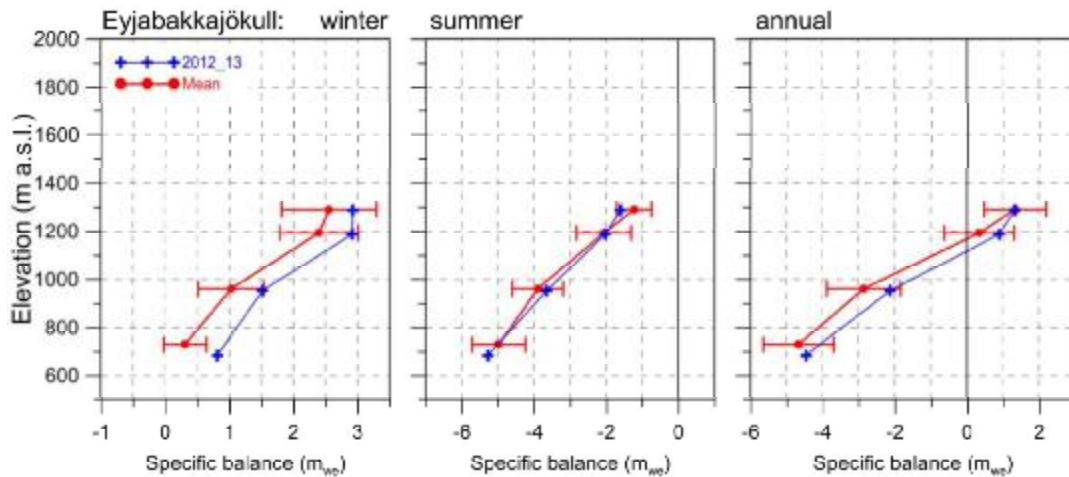 Eyjabakkajökull: winter summer annual
2000
1800
1600
1400
1200
1000
800
600
Elevation (m a.s.l.)
2012_13
Mean
-1 0 1 2 3 -6 -4 -2 0 -6 -4 -2 0 2
Specific balance (mwe) Specific balance (mwe) Specific balance (mwe)